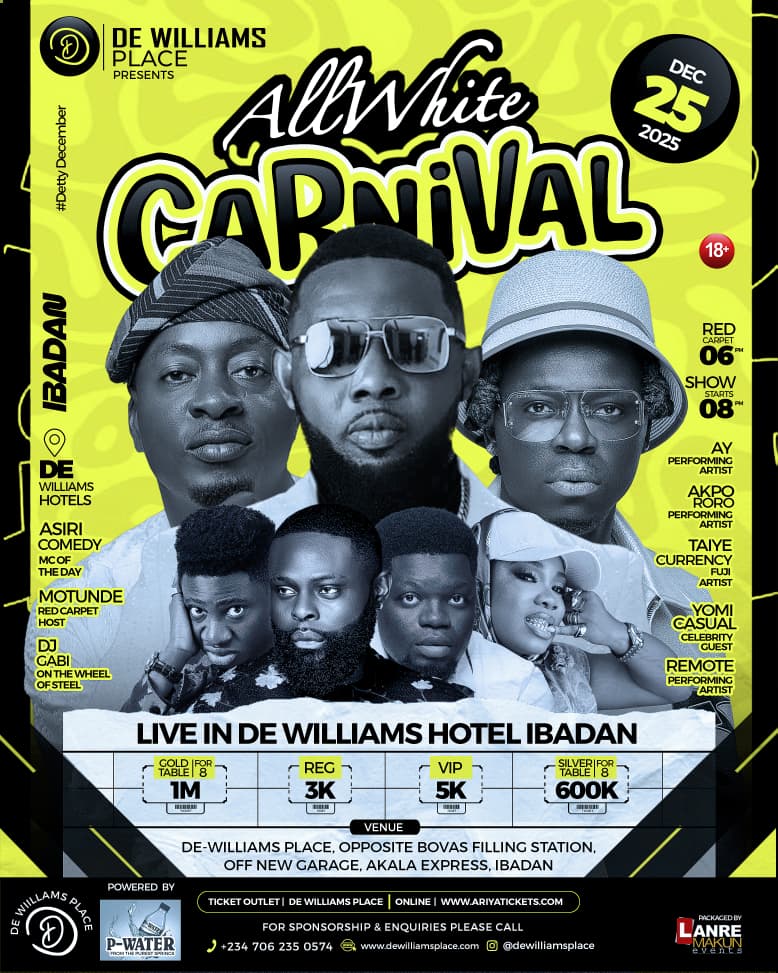 DE WILLIAMS
PLACE
PRESENTS
AllWhite
CARNiVAL
DEC
25
2025
#Detty December
18+
IBADAN
DE
WILLIAMS
HOTELS
ASIRI
COMEDY
MC OF
THE DAY
MOTUNDE
RED CARPET
HOST
DJ
GABI
ON THE WHEEL
OF STEEL
RED
CARPET
06PM
SHOW
STARTS
08PM
AY
PERFORMING
ARTIST
AKPO
RORO
PERFORMING
ARTIST
TAIYE
CURRENCY
FUJI
ARTIST
YOMI
CASUAL
CELEBRITY
GUEST
REMOTE
PERFORMING
ARTIST
LIVE IN DE WILLIAMS HOTEL IBADAN
GOLD TABLE | FOR 8
1M
REG
3K
VIP
5K
SILVER TABLE | FOR 8
600K
VENUE
DE-WILLIAMS PLACE, OPPOSITE BOVAS FILLING STATION,
OFF NEW GARAGE, AKALA EXPRESS, IBADAN
DE WIILLIAMS PLACE
POWERED BY
P-WATER
FROM THE PUREST SPRINGS
TICKET OUTLET | DE WILLIAMS PLACE | ONLINE | WWW.ARIYATICKETS.COM
FOR SPONSORSHIP & ENQUIRIES PLEASE CALL
+234 706 235 0574 www.dewilliamsplace.com @dewilliamsplace
PACKAGED BY
LANRE
MAKUN
events